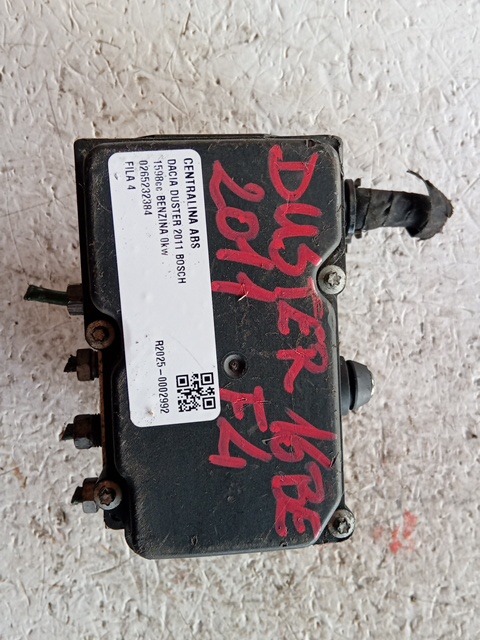 CENTRALINA ABS
DACIA DUSTER 2011 BOSCH
1598cc BENZINA 0kw
0265232384
FILA 4
R2025-0002992
DUSTER 16BE
2011 F4